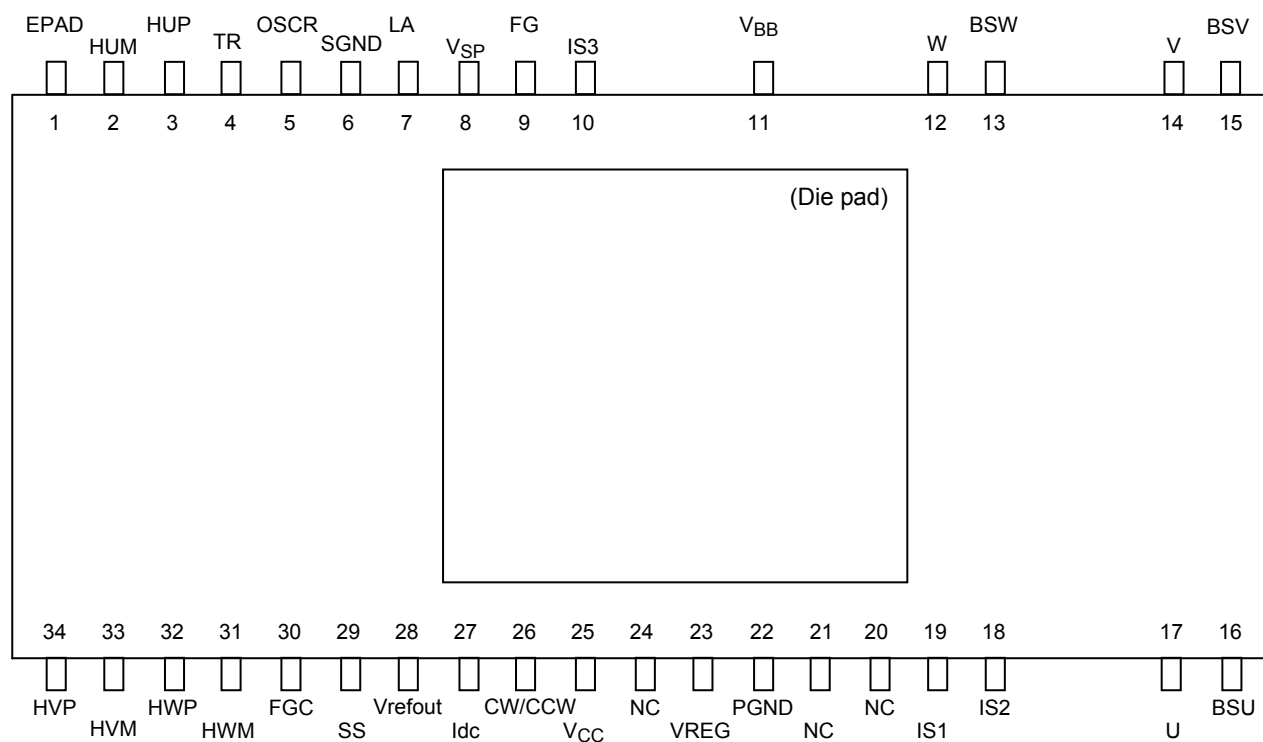 EPAD HUP OSCR LA FG V_BB BSW BSV
HUM TR SGND V_SP IS3 W V
1 2 3 4 5 6 7 8 9 10 11 12 13 14 15
(Die pad)
34 33 32 31 30 29 28 27 26 25 24 23 22 21 20 19 18 17 16
HVP HWP FGC Vrefout CW/CCW NC PGND NC IS2 BSU
HVM HWM SS Idc V_CC VREG NC IS1 U